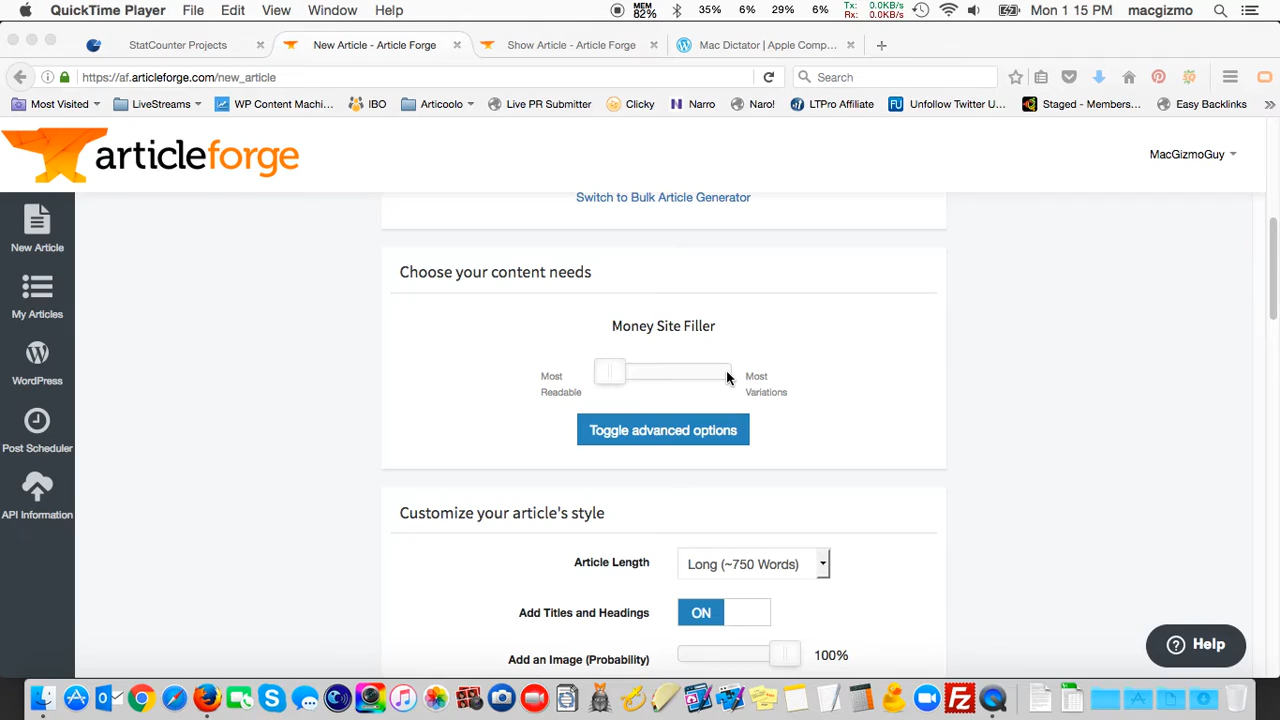 QuickTime Player File Edit View Window Help MEM 82% 35% 6% 29% 6% Tx: 0.0KB/s Rx: 0.0KB/s Mon 1 15 PM macgizmo
StatCounter Projects × New Article - Article Forge × Show Article - Article Forge × Mac Dictator | Apple Comp... × +
https://af.articleforge.com/new_article Search
Most Visited LiveStreams WP Content Machi... IBO Articoolo Live PR Submitter Clicky Narro No!o! LTPro Affiliate Unfollow Twitter U... Staged - Members... Easy Backlinks »
articleforge
MacGizmoGuy
New Article
My Articles
WordPress
Post Scheduler
API Information
Switch to Bulk Article Generator
Choose your content needs
Money Site Filler
Most Readable
Most Variations
Toggle advanced options
Customize your article's style
Article Length Long (~750 Words)
Add Titles and Headings ON
Add an Image (Probability) 100%
Help